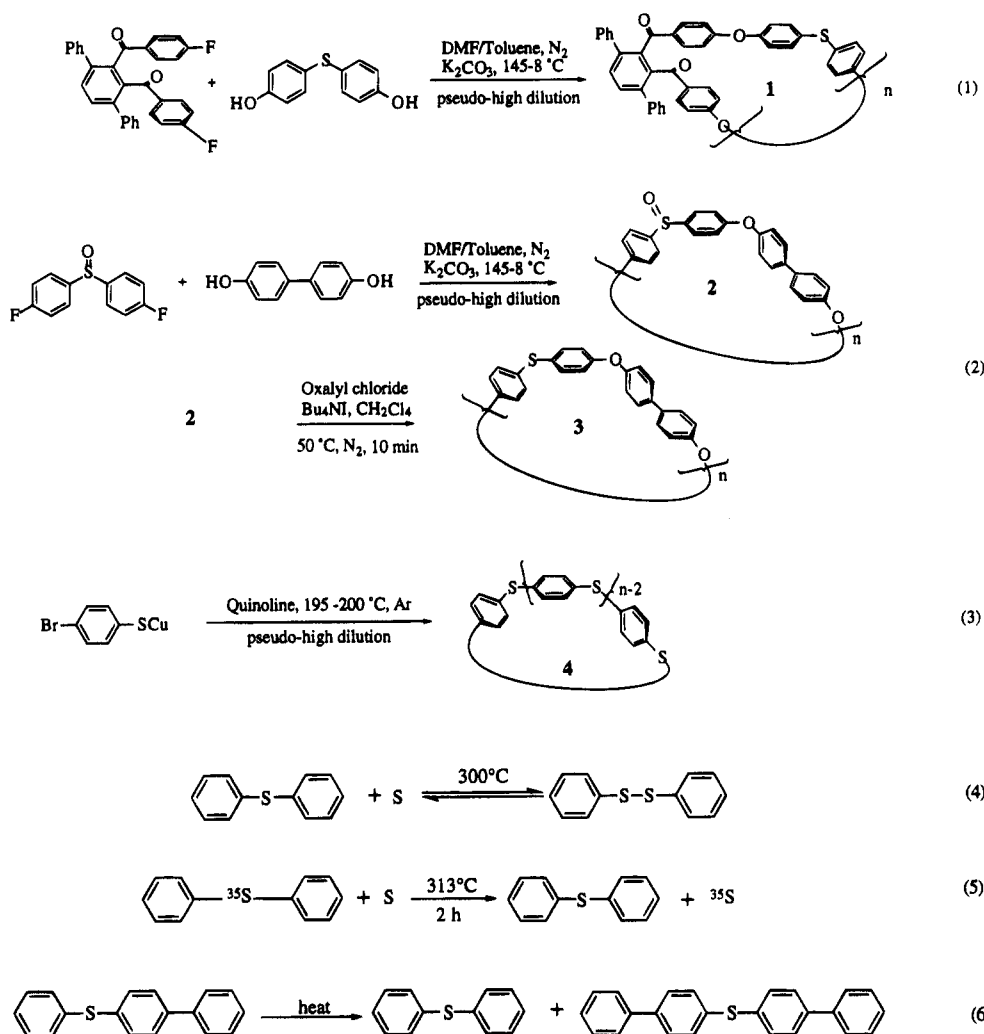 Ph
O
F
O
Ph
F
+
S
HO
OH
DMF/Toluene, N2
K2CO3, 145-8 °C
pseudo-high dilution
Ph
O
O
S
O
Ph
O
1
n
(1)
O
S
F
F
+
HO
OH
DMF/Toluene, N2
K2CO3, 145-8 °C
pseudo-high dilution
O
S
O
2
O
n
(2)
2
Oxalyl chloride
Bu4NI, CH2Cl4
50 °C, N2, 10 min
S
O
3
O
n
Br
SCu
Quinoline, 195 -200 °C, Ar
pseudo-high dilution
S
S
n-2
4
S
(3)
S
+ S
300°C
S-S
(4)
35S
+ S
313°C
2 h
S
+ 35S
(5)
S
heat
S
+
S
(6